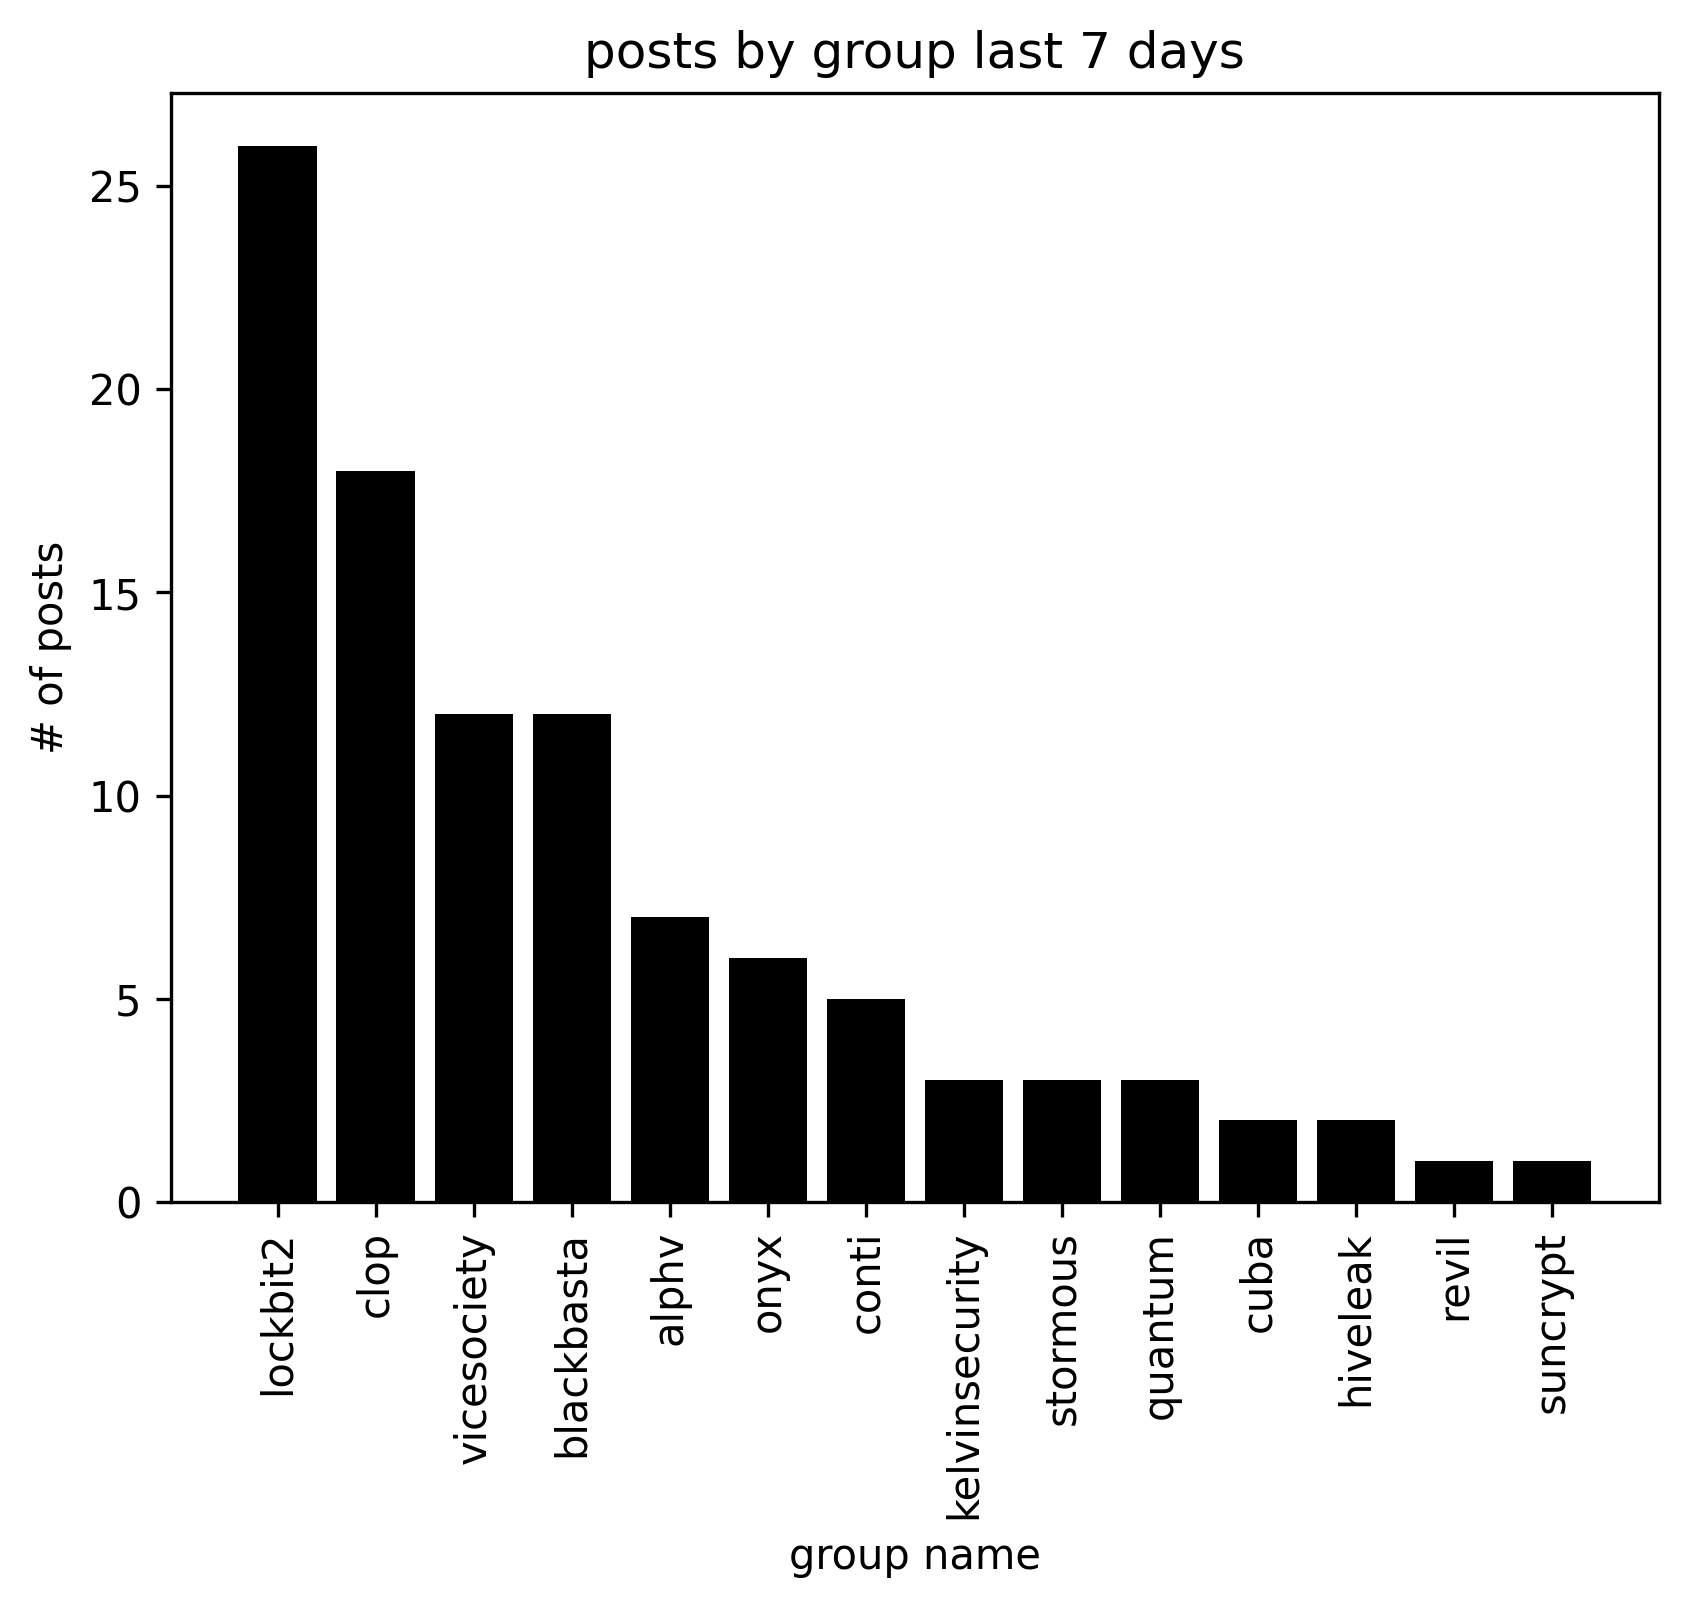 posts by group last 7 days
# of posts
25
20
15
10
5
0
lockbit2
clop
vicesociety
blackbasta
alphv
onyx
conti
kelvinsecurity
stormous
quantum
cuba
hiveleak
revil
suncrypt
group name